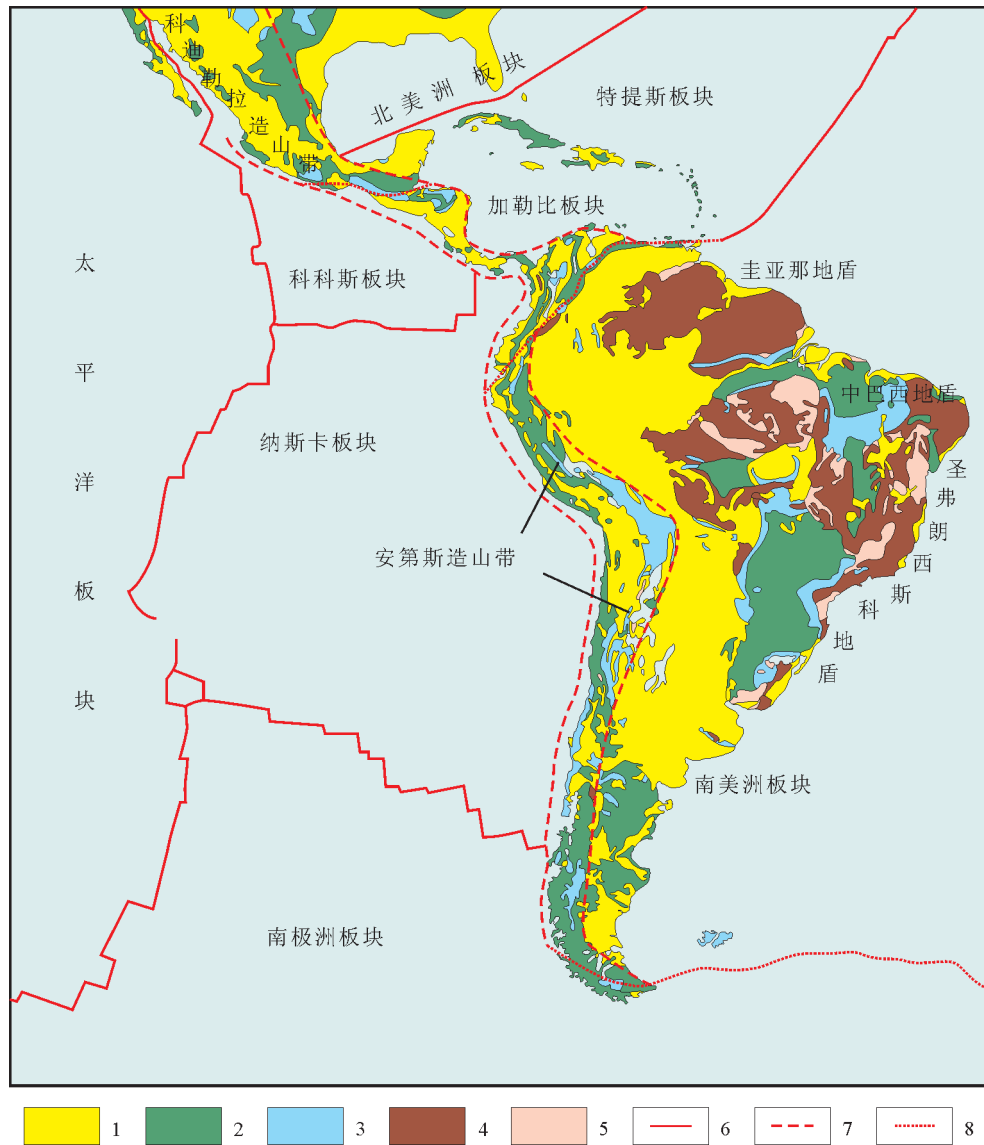 科迪勒拉造山带
北美洲板块
特提斯板块
加勒比板块
太平洋板块
科科斯板块
圭亚那地盾
中巴西地盾
纳斯卡板块
圣弗朗西斯科地盾
安第斯造山带
南美洲板块
南极洲板块
1 2 3 4 5 6 7 8